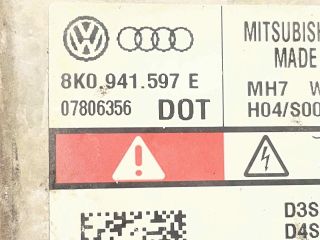 MITSUBISH
MADE
8K0 941.597 E
07806356 DOT
MH7 W
H04/S00
D3S
D4S